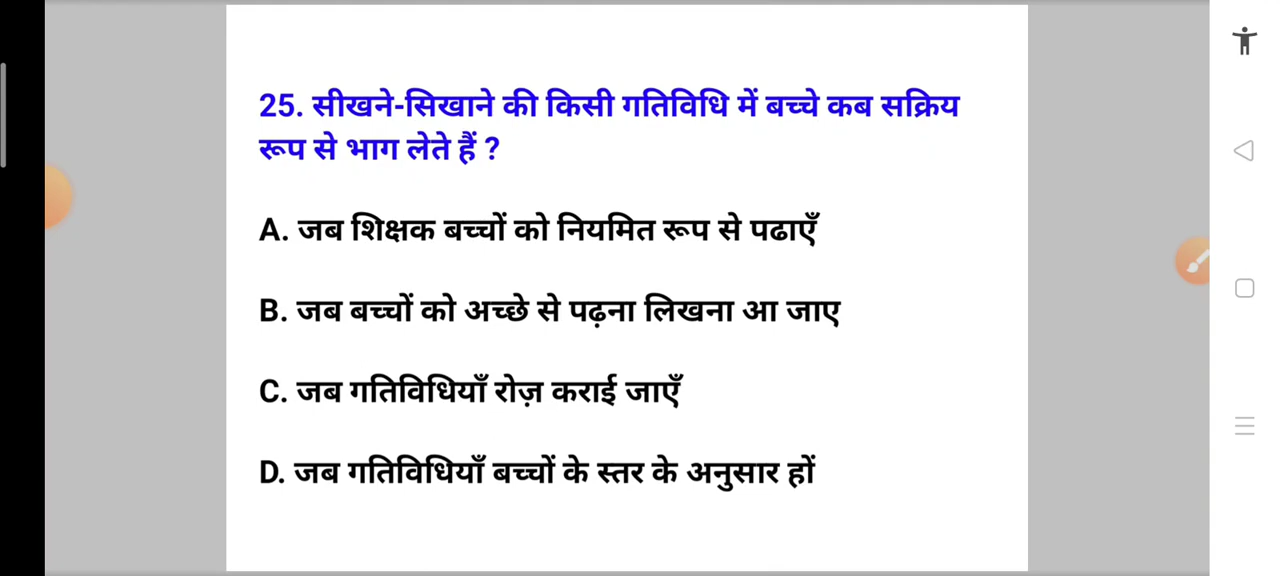 25. सीखने-सिखाने की किसी गतिविधि में बच्चे कब सक्रिय
रूप से भाग लेते हैं ?
A. जब शिक्षक बच्चों को नियमित रूप से पढाएँ
B. जब बच्चों को अच्छे से पढ़ना लिखना आ जाए
C. जब गतिविधियाँ रोज़ कराई जाएँ
D. जब गतिविधियाँ बच्चों के स्तर के अनुसार हों